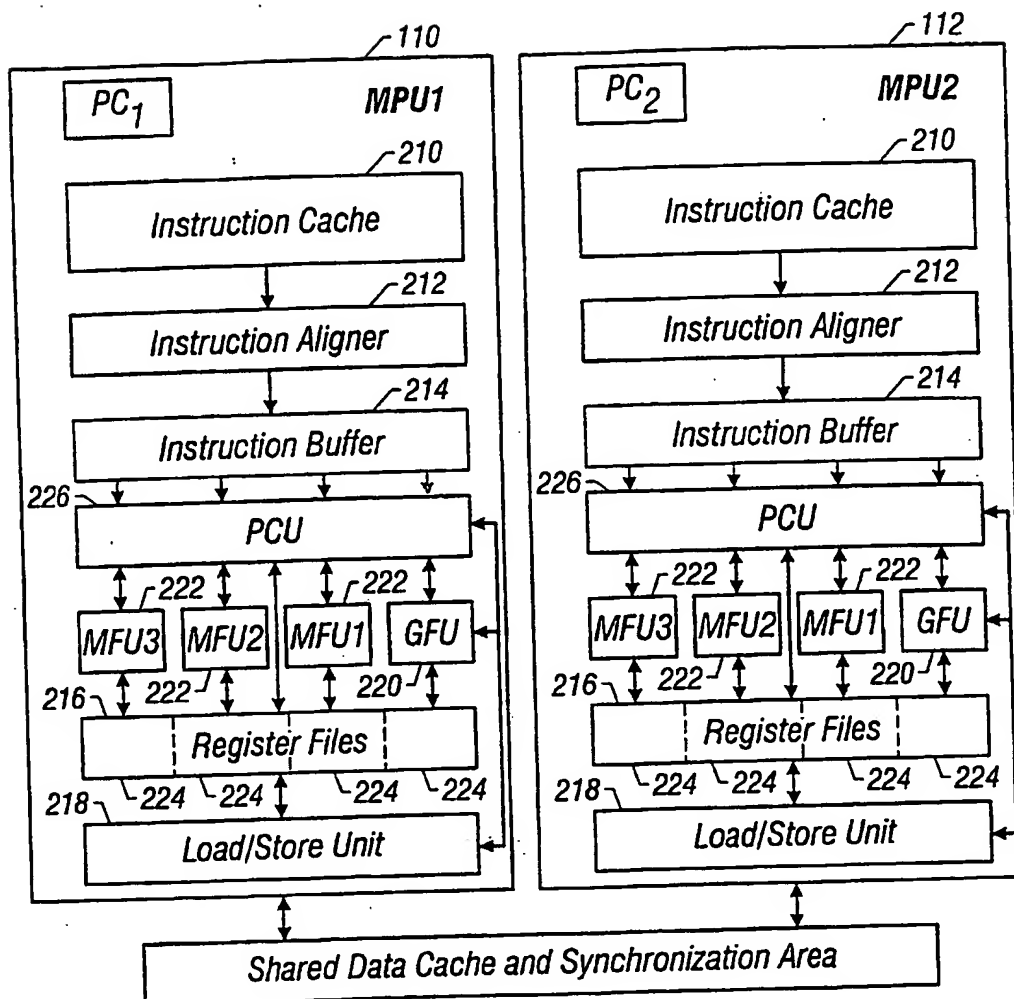 110
PC1
MPU1
210
Instruction Cache
212
Instruction Aligner
214
Instruction Buffer
226
PCU
222
222
MFU3
MFU2
MFU1
GFU
216
222
220
Register Files
224
224
224
224
218
Load/Store Unit
112
PC2
MPU2
210
Instruction Cache
212
Instruction Aligner
214
Instruction Buffer
226
PCU
222
222
MFU3
MFU2
MFU1
GFU
216
222
220
Register Files
224
224
224
224
218
Load/Store Unit
Shared Data Cache and Synchronization Area